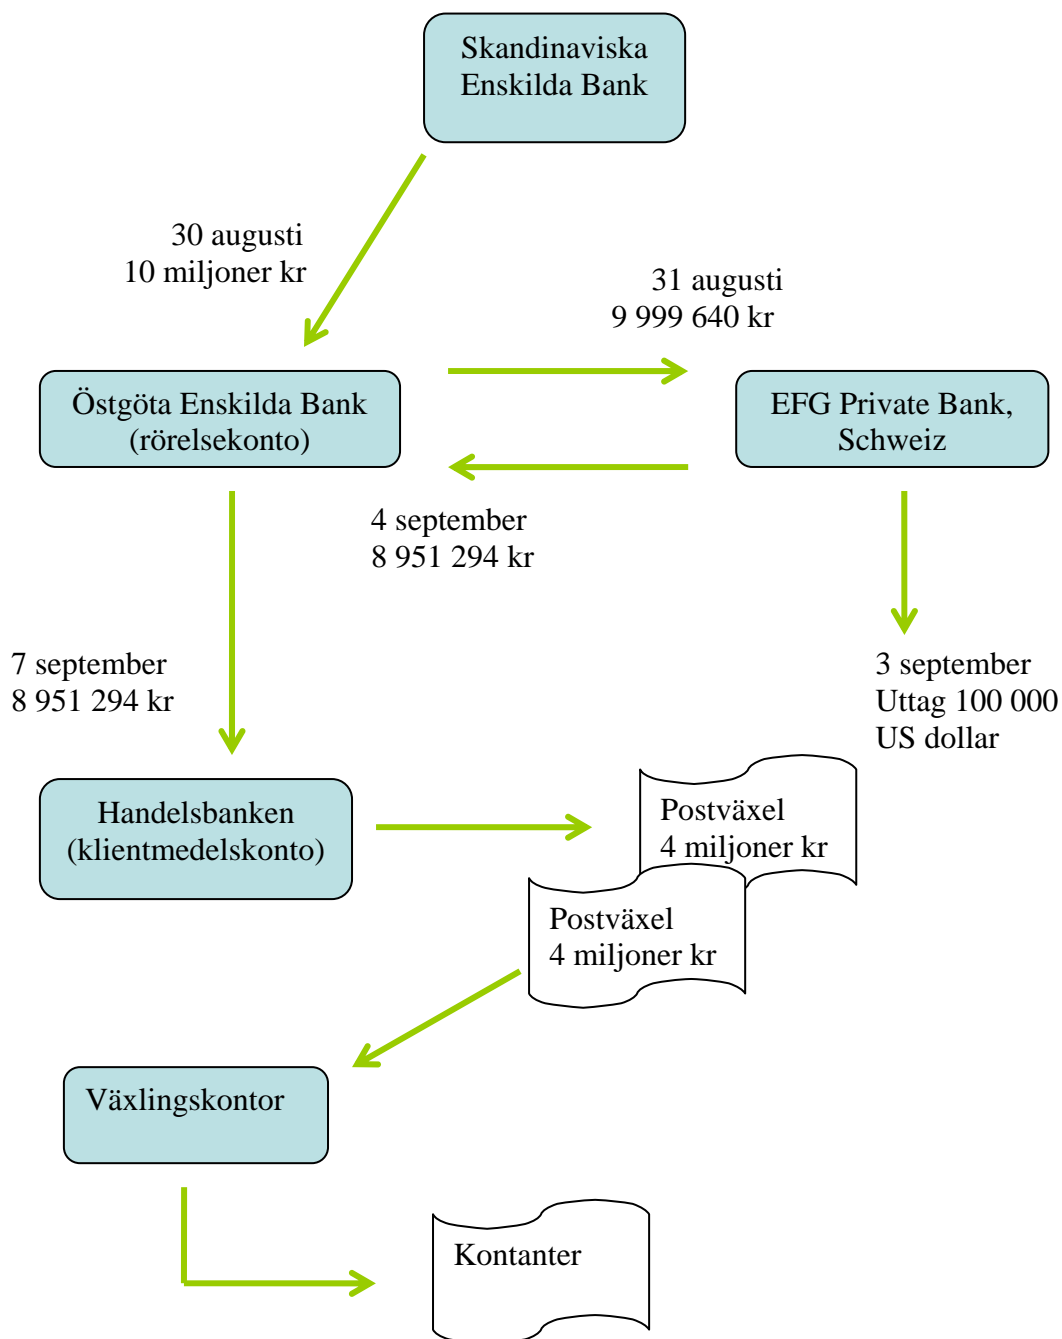 Skandinaviska
Enskilda Bank
30 augusti
10 miljoner kr
31 augusti
9 999 640 kr
Östgöta Enskilda Bank
(rörelsekonto)
EFG Private Bank,
Schweiz
4 september
8 951 294 kr
7 september
8 951 294 kr
3 september
Uttag 100 000
US dollar
Handelsbanken
(klientmedelskonto)
Postväxel
4 miljoner kr
Postväxel
4 miljoner kr
Växlingskontor
Kontanter